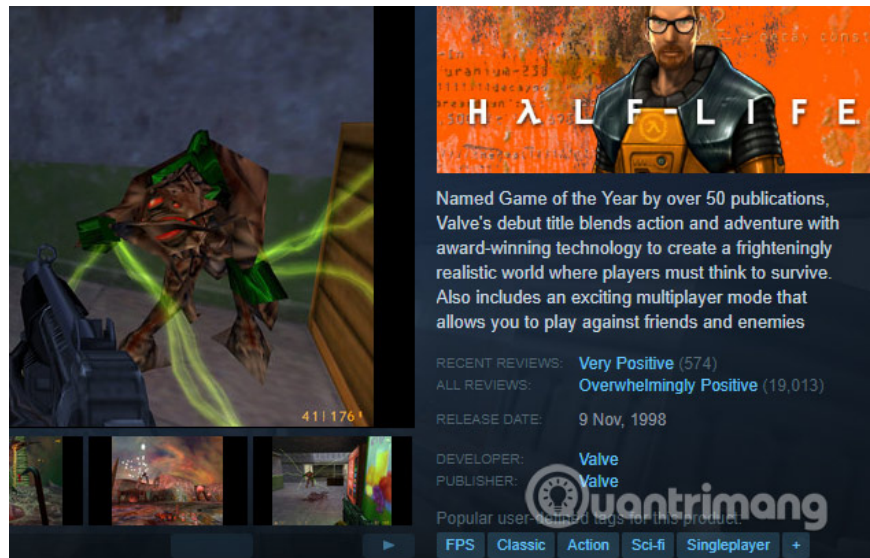 uranium-238
HALF-LIFE
Named Game of the Year by over 50 publications,
Valve's debut title blends action and adventure with
award-winning technology to create a frighteningly
realistic world where players must think to survive.
Also includes an exciting multiplayer mode that
allows you to play against friends and enemies
RECENT REVIEWS: Very Positive (574)
ALL REVIEWS: Overwhelmingly Positive (19,013)
RELEASE DATE: 9 Nov, 1998
DEVELOPER: Valve
PUBLISHER: Valve
Quantrimang
Popular user-defined tags for this product:
FPS Classic Action Sci-fi Singleplayer +
41|176